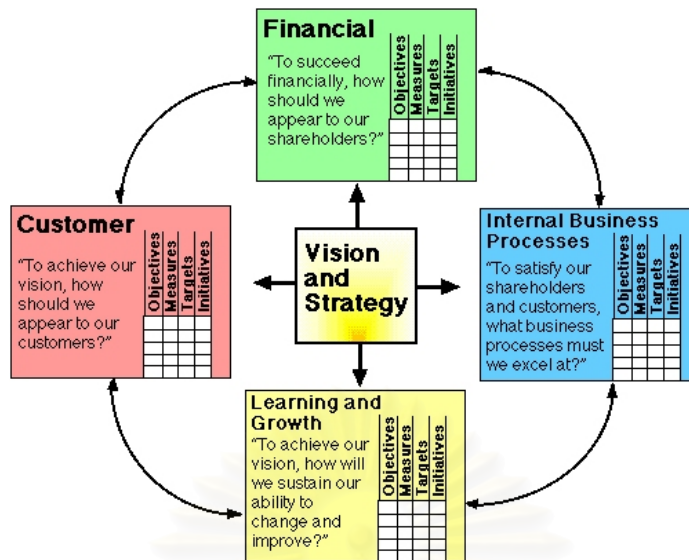 Financial
“To succeed
financially, how
should we
appear to our
shareholders?”
Objectives
Measures
Targets
Initiatives
Customer
“To achieve our
vision, how
should we
appear to our
customers?”
Objectives
Measures
Targets
Initiatives
Vision
and
Strategy
Internal Business
Processes
“To satisfy our
shareholders
and customers,
what business
processes must
we excel at?”
Objectives
Measures
Targets
Initiatives
Learning and
Growth
“To achieve our
vision, how will
we sustain our
ability to
change and
improve?”
Objectives
Measures
Targets
Initiatives